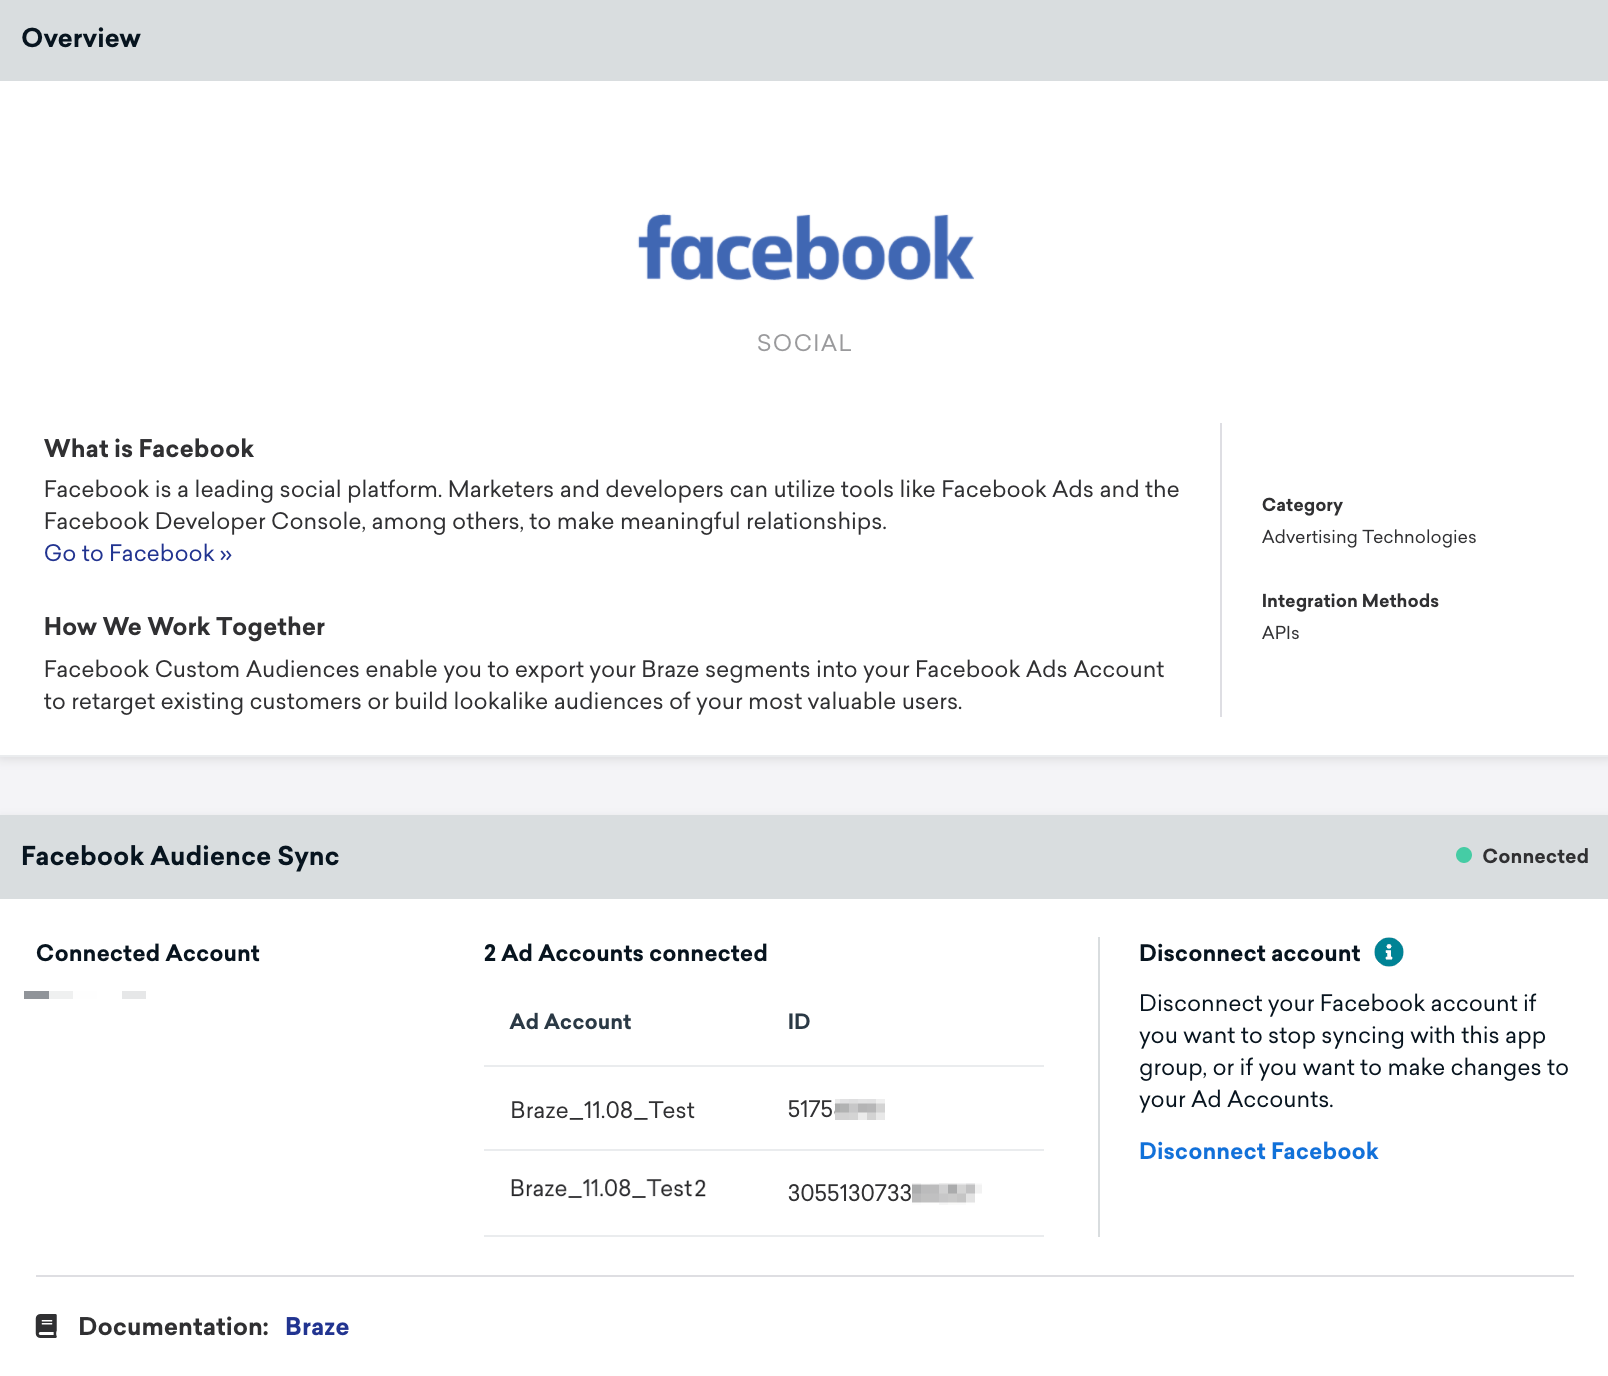 Overview
facebook
SOCIAL
What is Facebook
Facebook is a leading social platform. Marketers and developers can utilize tools like Facebook Ads and the
Facebook Developer Console, among others, to make meaningful relationships.
Go to Facebook »
How We Work Together
Facebook Custom Audiences enable you to export your Braze segments into your Facebook Ads Account
to retarget existing customers or build lookalike audiences of your most valuable users.
Category
Advertising Technologies
Integration Methods
APIs
Facebook Audience Sync
Connected
Connected Account
2 Ad Accounts connected
Ad Account ID
Braze_11.08_Test 5175
Braze_11.08_Test2 3055130733
Disconnect account
Disconnect your Facebook account if
you want to stop syncing with this app
group, or if you want to make changes to
your Ad Accounts.
Disconnect Facebook
Documentation: Braze